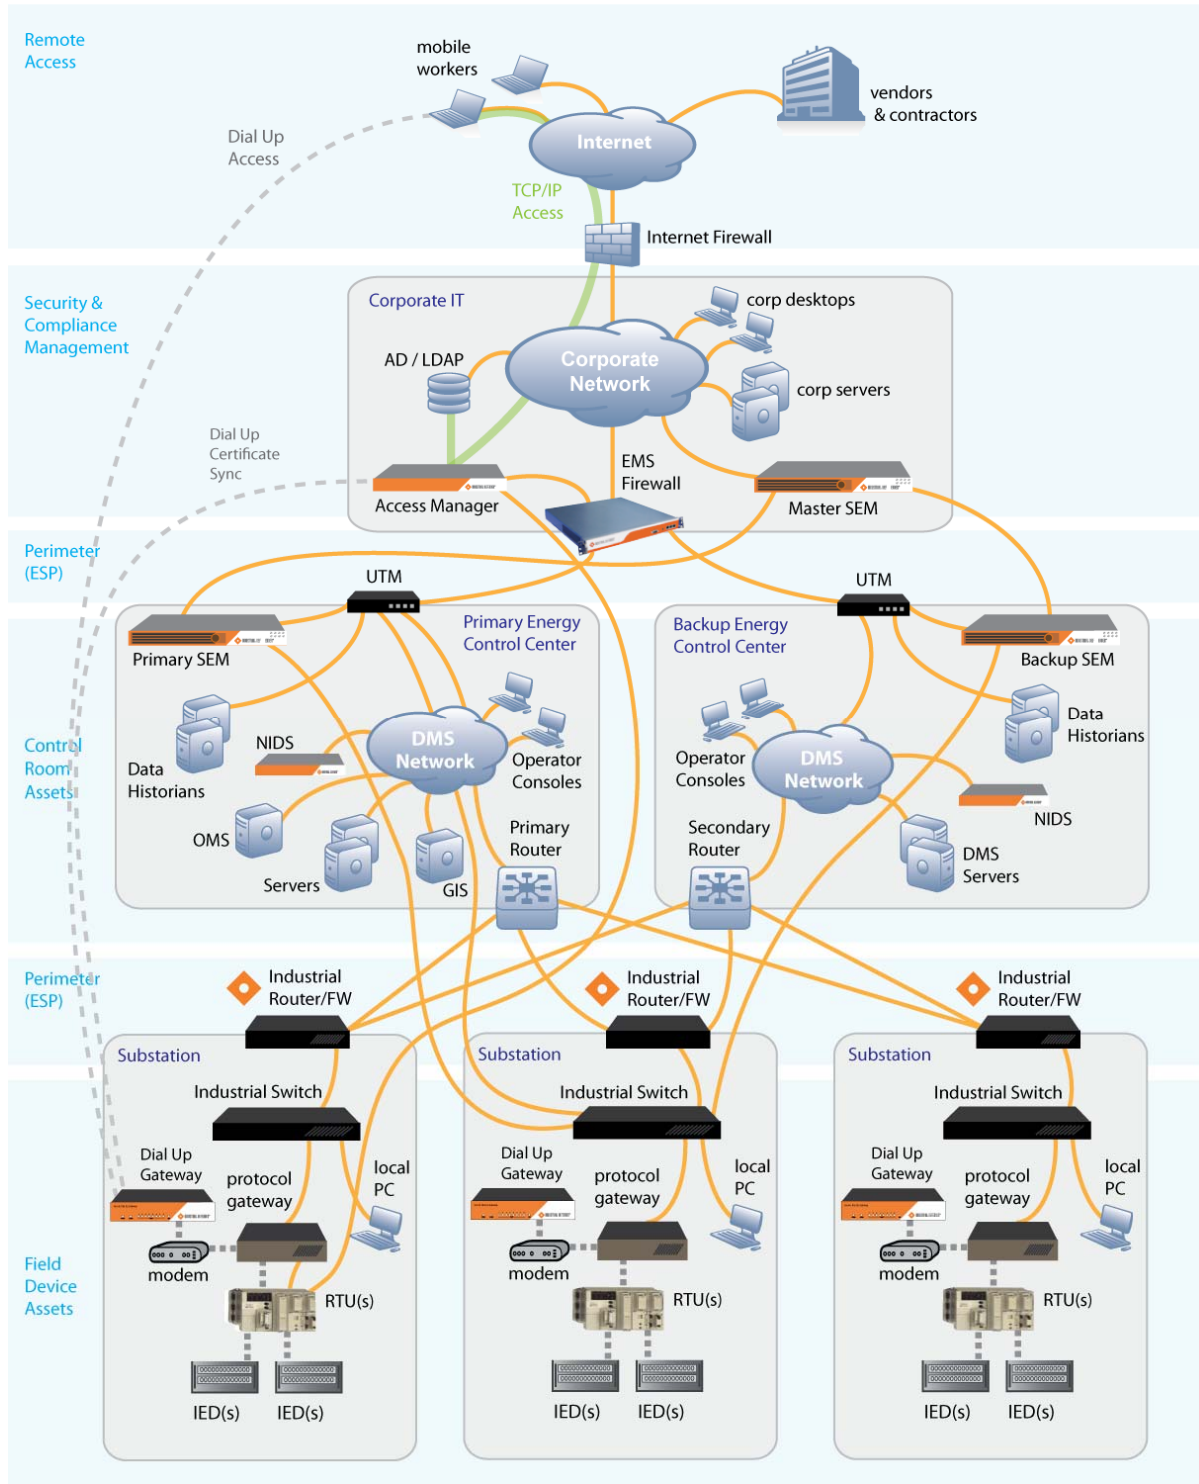 Remote
Access
mobile
workers
vendors
& contractors
Dial Up
Access
Internet
TCP/IP
Access
Internet Firewall
Security &
Compliance
Management
Corporate IT
corp desktops
AD / LDAP
Corporate
Network
corp servers
Dial Up
Certificate
Sync
EMS
Firewall
Access Manager
Master SEM
Perimeter
(ESP)
UTM
UTM
Primary Energy
Control Center
Backup Energy
Control Center
Primary SEM
Backup SEM
Control
Room
Assets
Data
Historians
NIDS
DMS
Network
Operator
Consoles
Operator
Consoles
DMS
Network
Data
Historians
NIDS
OMS
Servers
GIS
Primary
Router
Secondary
Router
DMS
Servers
Perimeter
(ESP)
Industrial
Router/FW
Industrial
Router/FW
Industrial
Router/FW
Substation
Substation
Substation
Industrial Switch
Industrial Switch
Industrial Switch
Dial Up
Gateway
protocol
gateway
local
PC
Dial Up
Gateway
protocol
gateway
local
PC
Dial Up
Gateway
protocol
gateway
local
PC
Field
Device
Assets
modem
RTU(s)
modem
RTU(s)
modem
RTU(s)
IED(s)
IED(s)
IED(s)
IED(s)
IED(s)
IED(s)